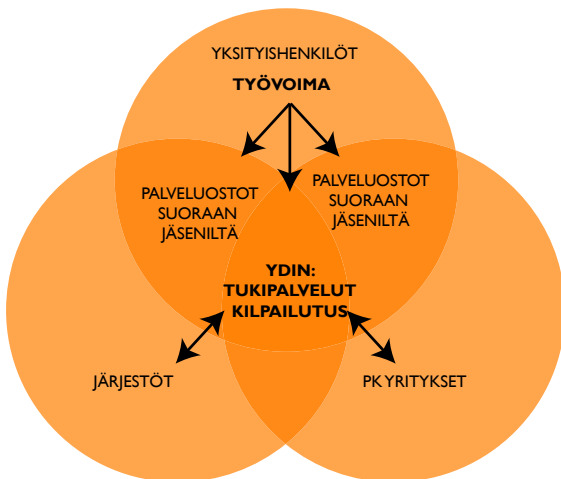 YKSITYISHENKILÖT
TYÖVOIMA
PALVELUOSTOT
SUORAAN
JÄSENILTÄ
PALVELUOSTOT
SUORAAN
JÄSENILTÄ
YDIN:
TUKIPALVELUT
KILPAILUTUS
JÄRJESTÖT
PK YRITYKSET